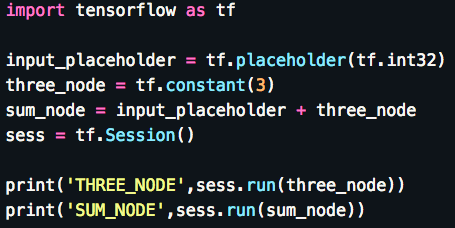 import tensorflow as tf
input_placeholder = tf.placeholder(tf.int32)
three_node = tf.constant(3)
sum_node = input_placeholder + three_node
sess = tf.Session()
print('THREE_NODE',sess.run(three_node))
print('SUM_NODE',sess.run(sum_node))